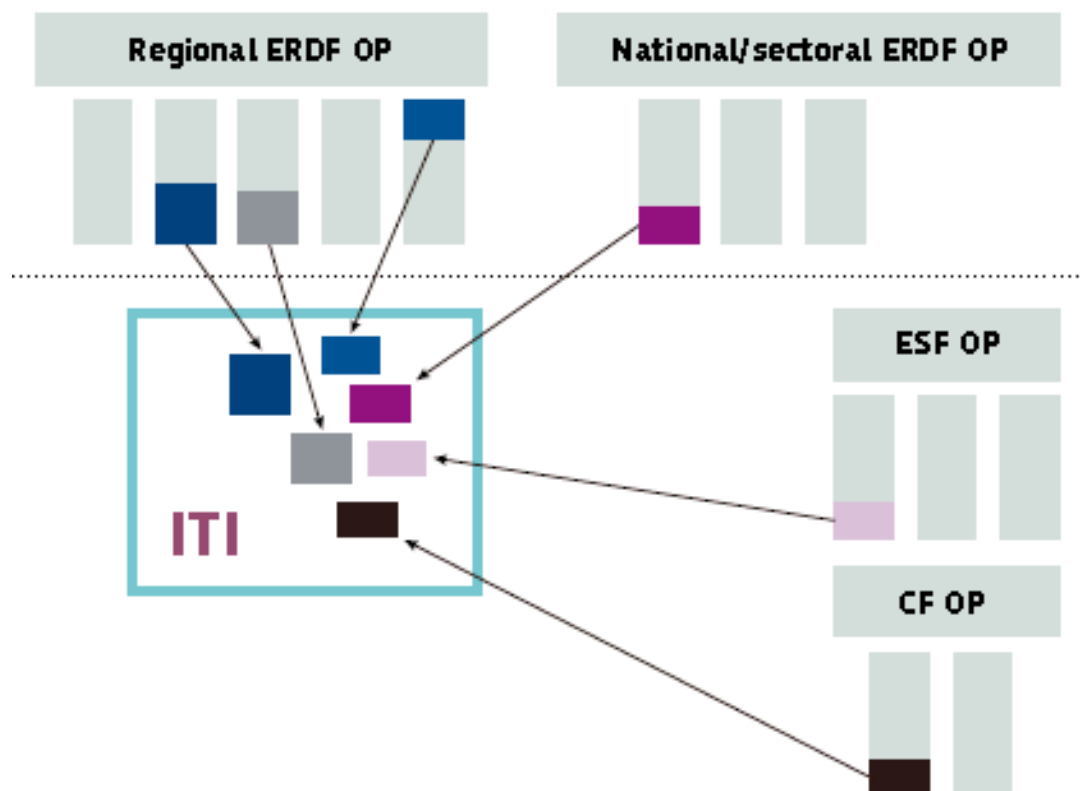 Regional ERDF OP
National/sectoral ERDF OP
ESF OP
ITI
CF OP